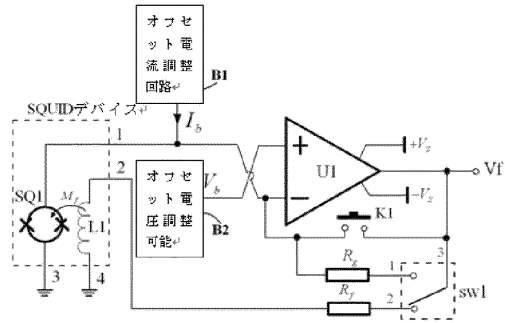 オフセ
ット電
流調整
回路↵
B1
SQUIDデバイス↵
I_b
1
2
オフセ
ット電
圧調整
可能↵
V_b
B2
+
−
U1
+V_s
−V_s
Vf
K1
SQ1
M_f
L1
3
4
R_g
1
3
R_f
2
sw1